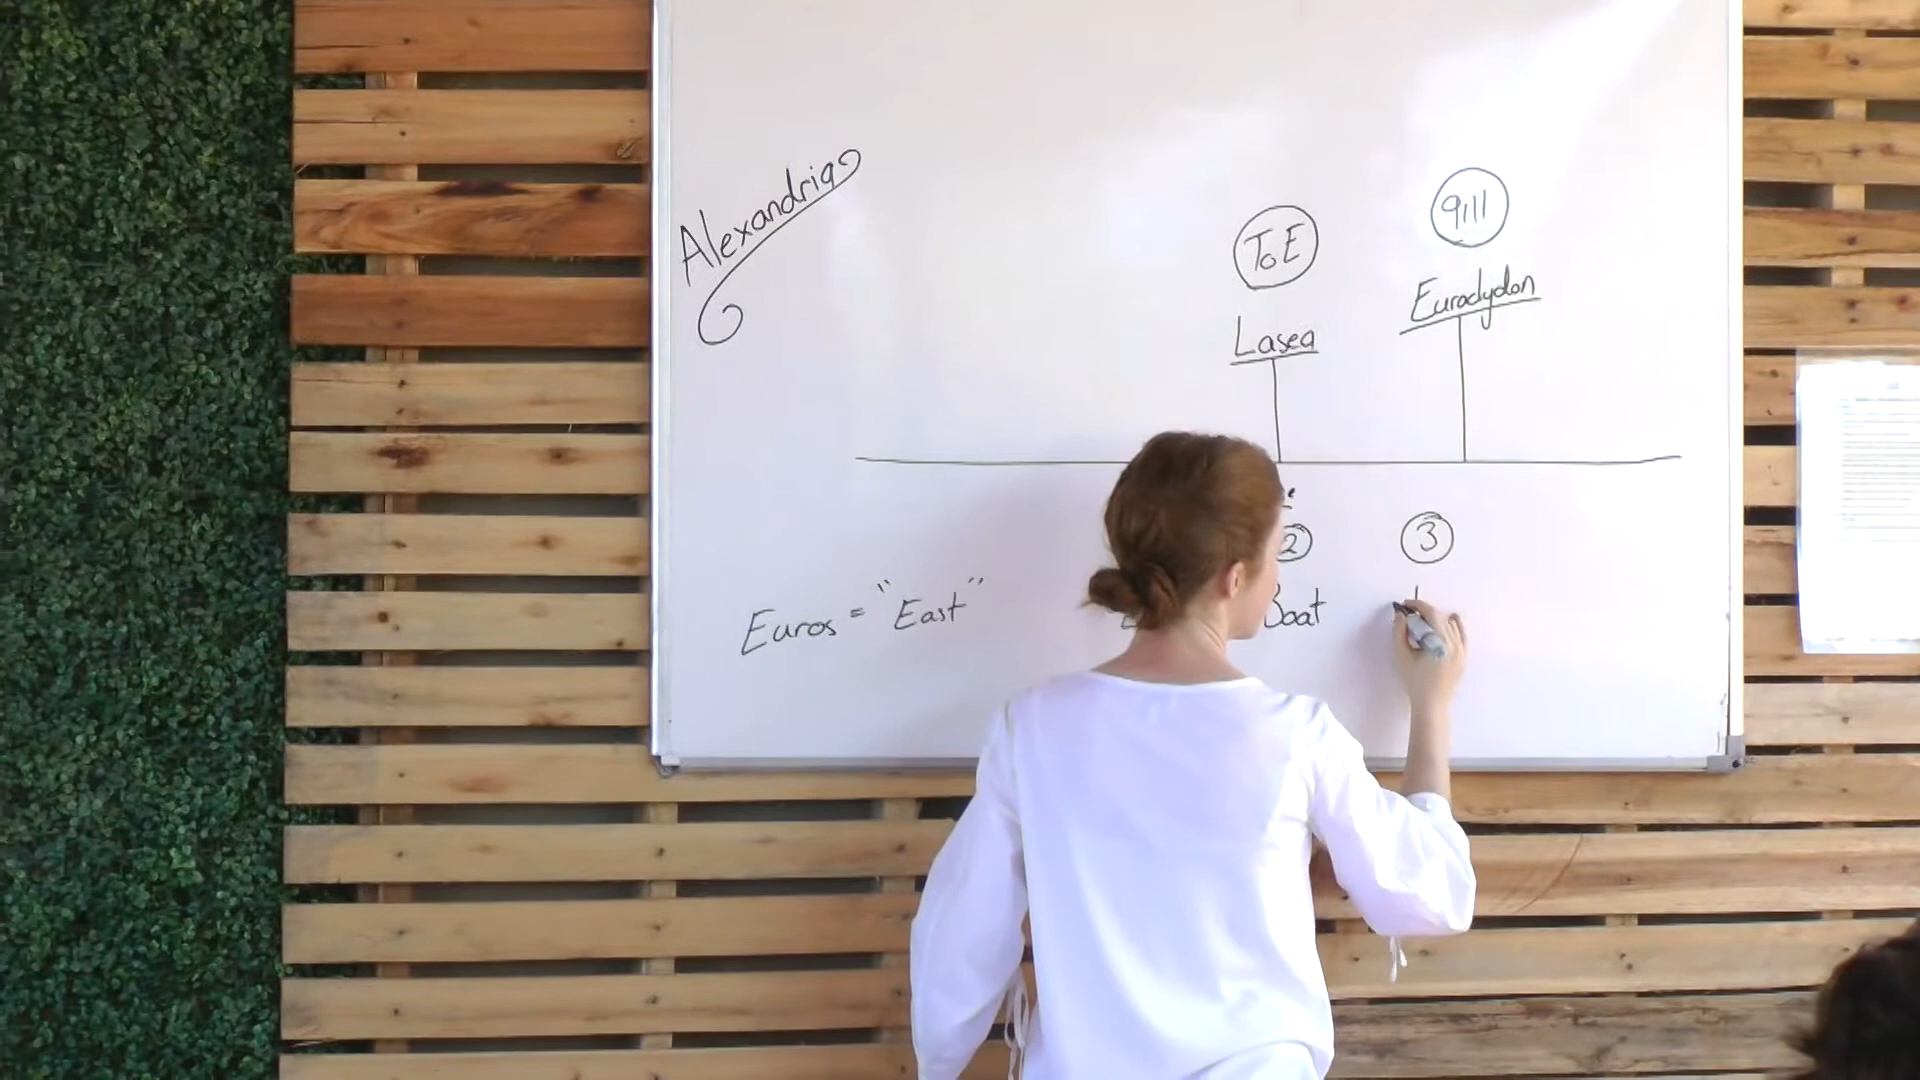 Alexandria
ToE
9,11
Lasea
Euroclydon
2
3
Euros = "East"
Boat